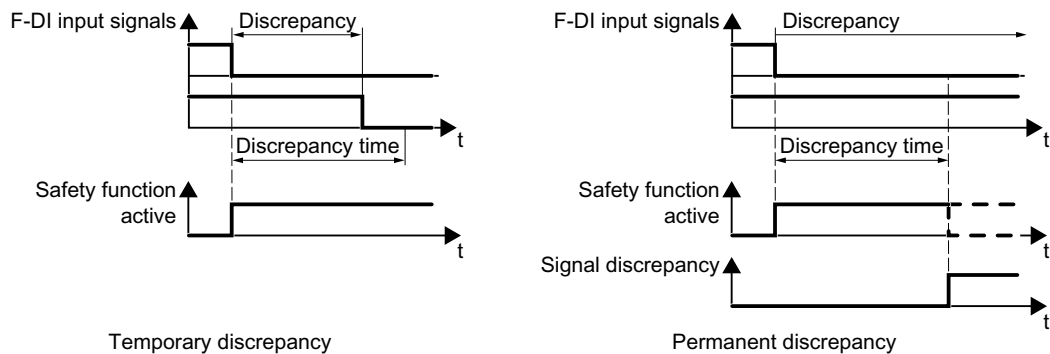 F-DI input signals
Discrepancy
t
Discrepancy time
Safety function
active
t
Temporary discrepancy
F-DI input signals
Discrepancy
t
Discrepancy time
Safety function
active
t
Signal discrepancy
t
Permanent discrepancy